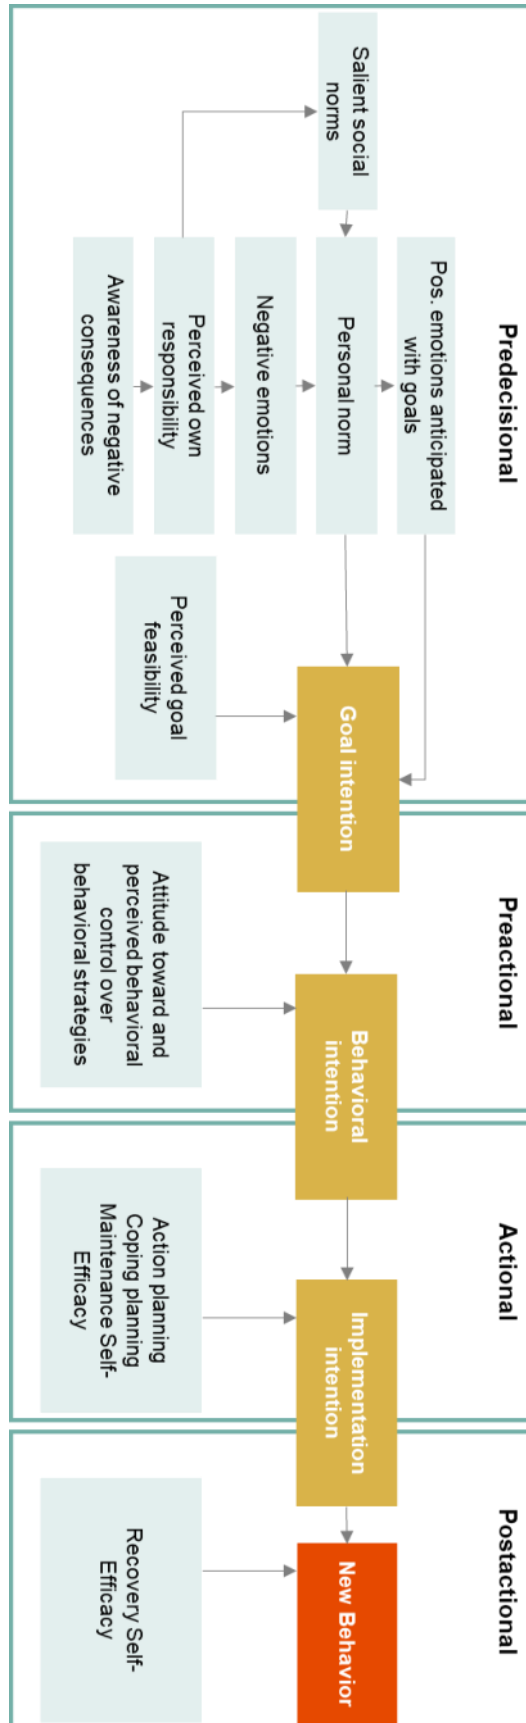 Predecisional
Salient social
norms
Pos. emotions anticipated
with goals
Personal norm
Negative emotions
Perceived own
responsibility
Awareness of negative
consequences
Perceived goal
feasibility
Goal intention
Preactional
Behavioral
intention
Attitude toward and
perceived behavioral
control over
behavioral strategies
Actional
Implementation
intention
Action planning
Coping planning
Maintenance Self-
Efficacy
Postactional
New Behavior
Recovery Self-
Efficacy